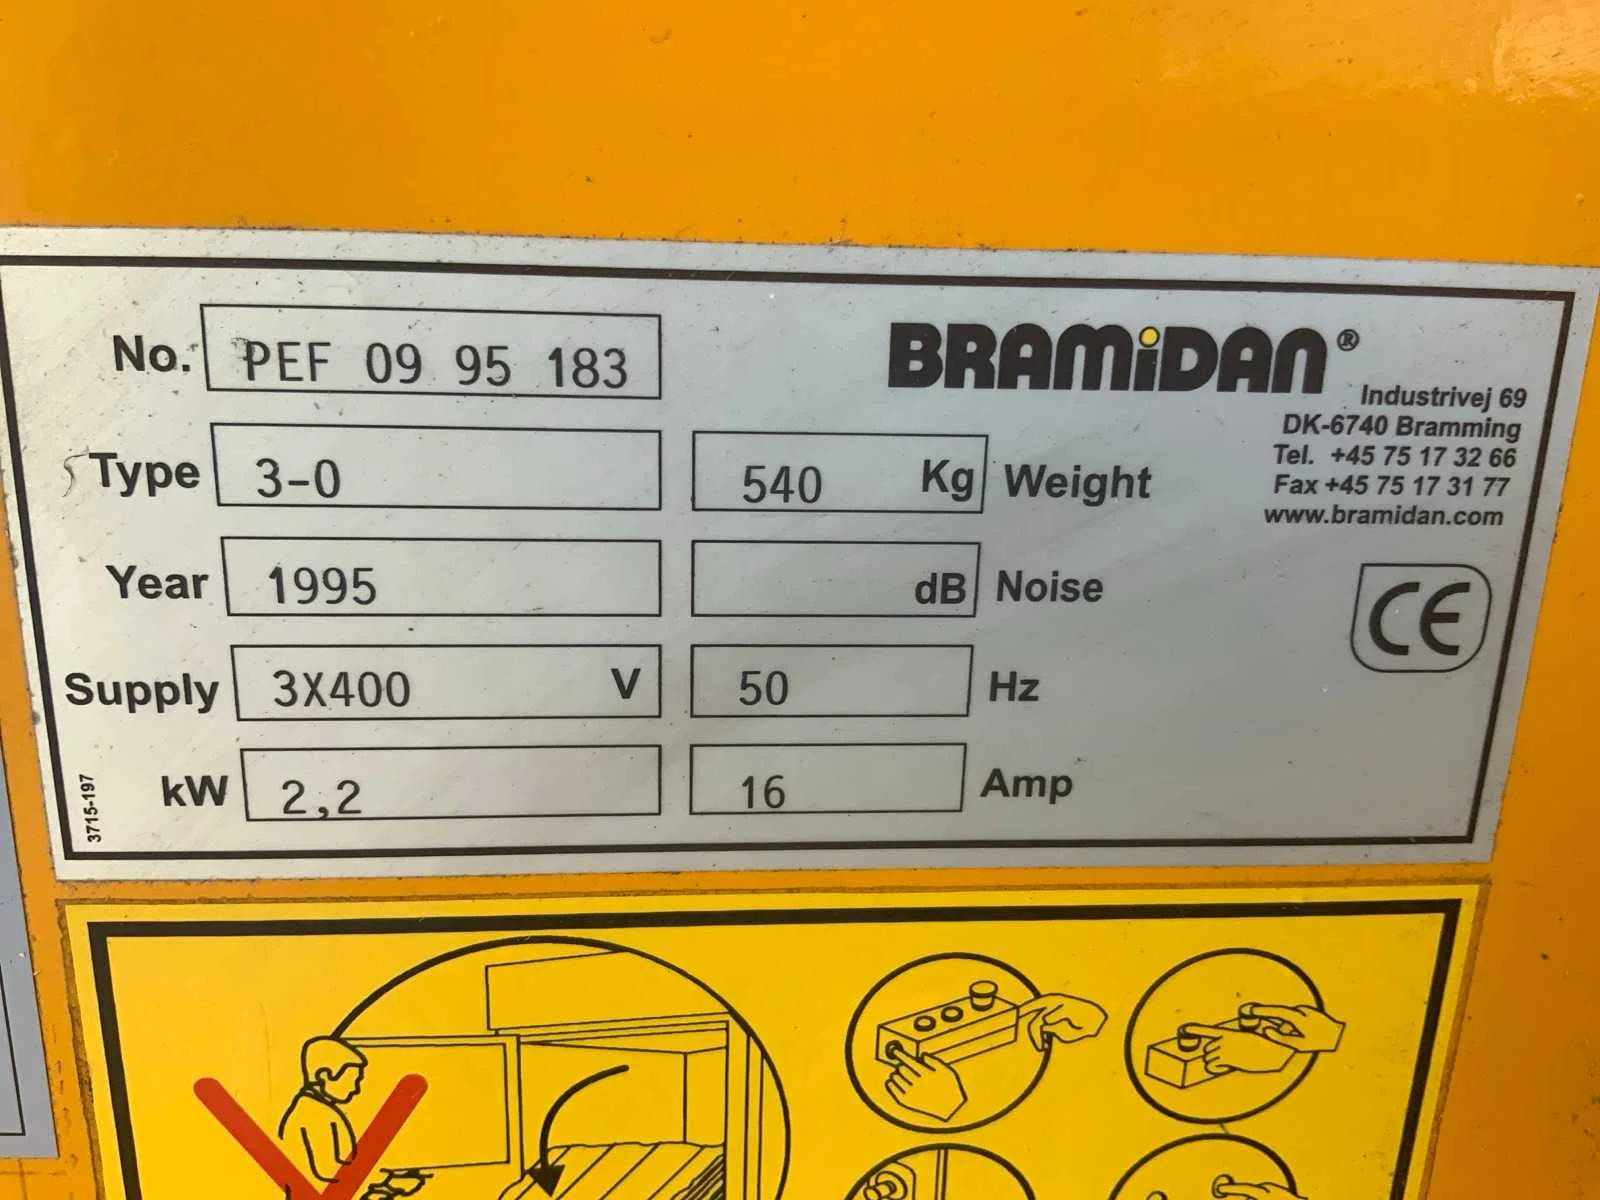 No. PEF 09 95 183
BRAMiDAN®
Industrivej 69
DK-6740 Bramming
Tel. +45 75 17 32 66
Fax +45 75 17 31 77
www.bramidan.com
Type 3-0 540 Kg Weight
Year 1995 dB Noise
CE
Supply 3X400 V 50 Hz
kW 2,2 16 Amp
3715-197